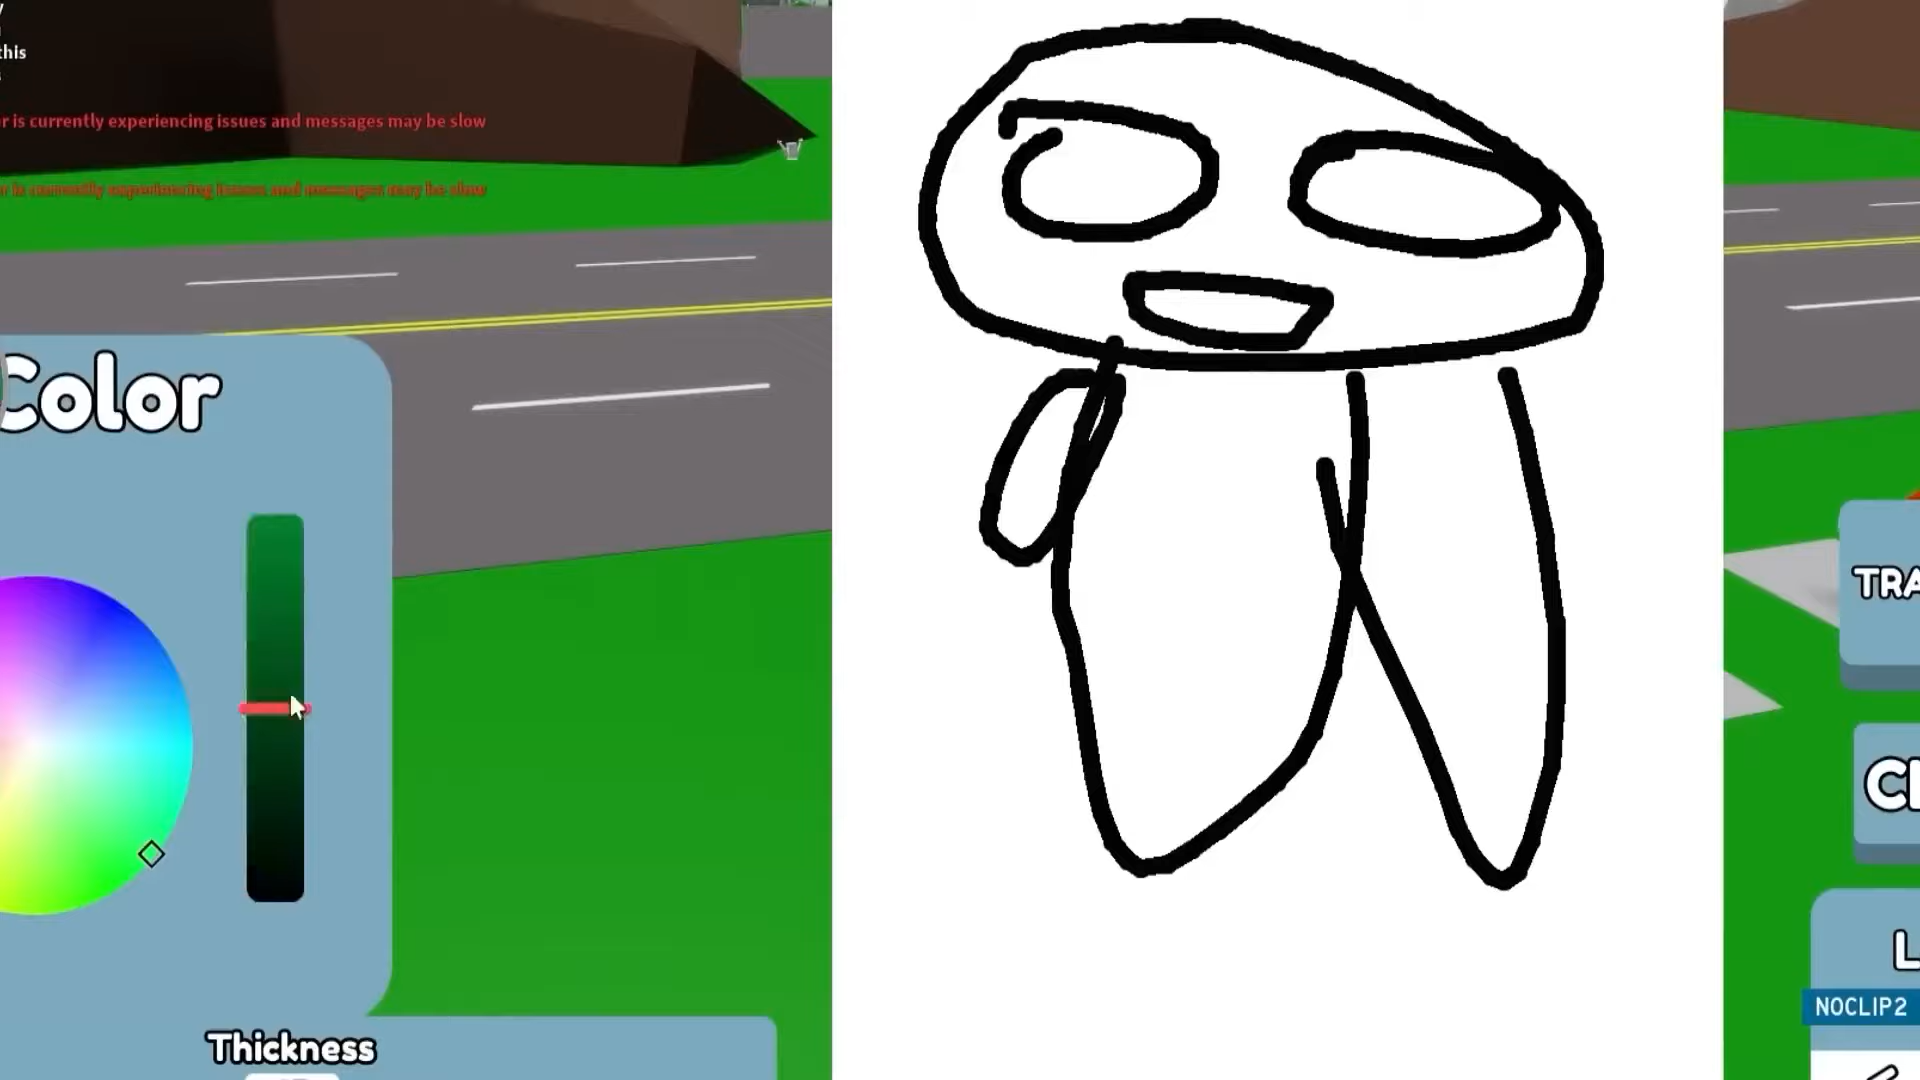 this
r is currently experiencing issues and messages may be slow
r is currently experiencing issues and messages may be slow
Color
TRA
Cl
L
NOCLIP2
Thickness